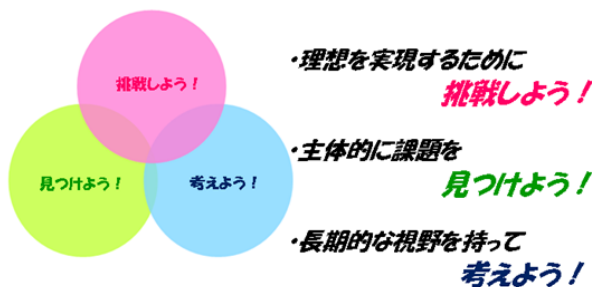 挑戦しよう！
見つけよう！
考えよう！
・理想を実現するために
挑戦しよう！
・主体的に課題を
見つけよう！
・長期的な視野を持って
考えよう！